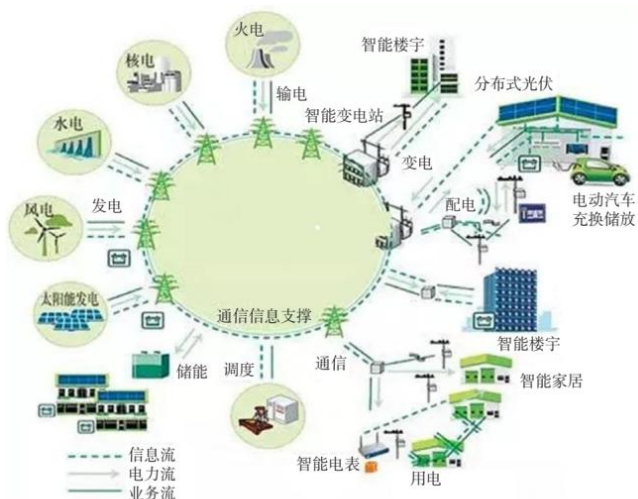 火电
智能楼宇
核电
输电
分布式光伏
智能变电站
水电
变电
电动汽车
充换储放
发电
配电
风电
太阳能发电
通信信息支撑
智能楼宇
通信
储能
调度
智能家居
信息流
电力流
业务流
智能电表
用电